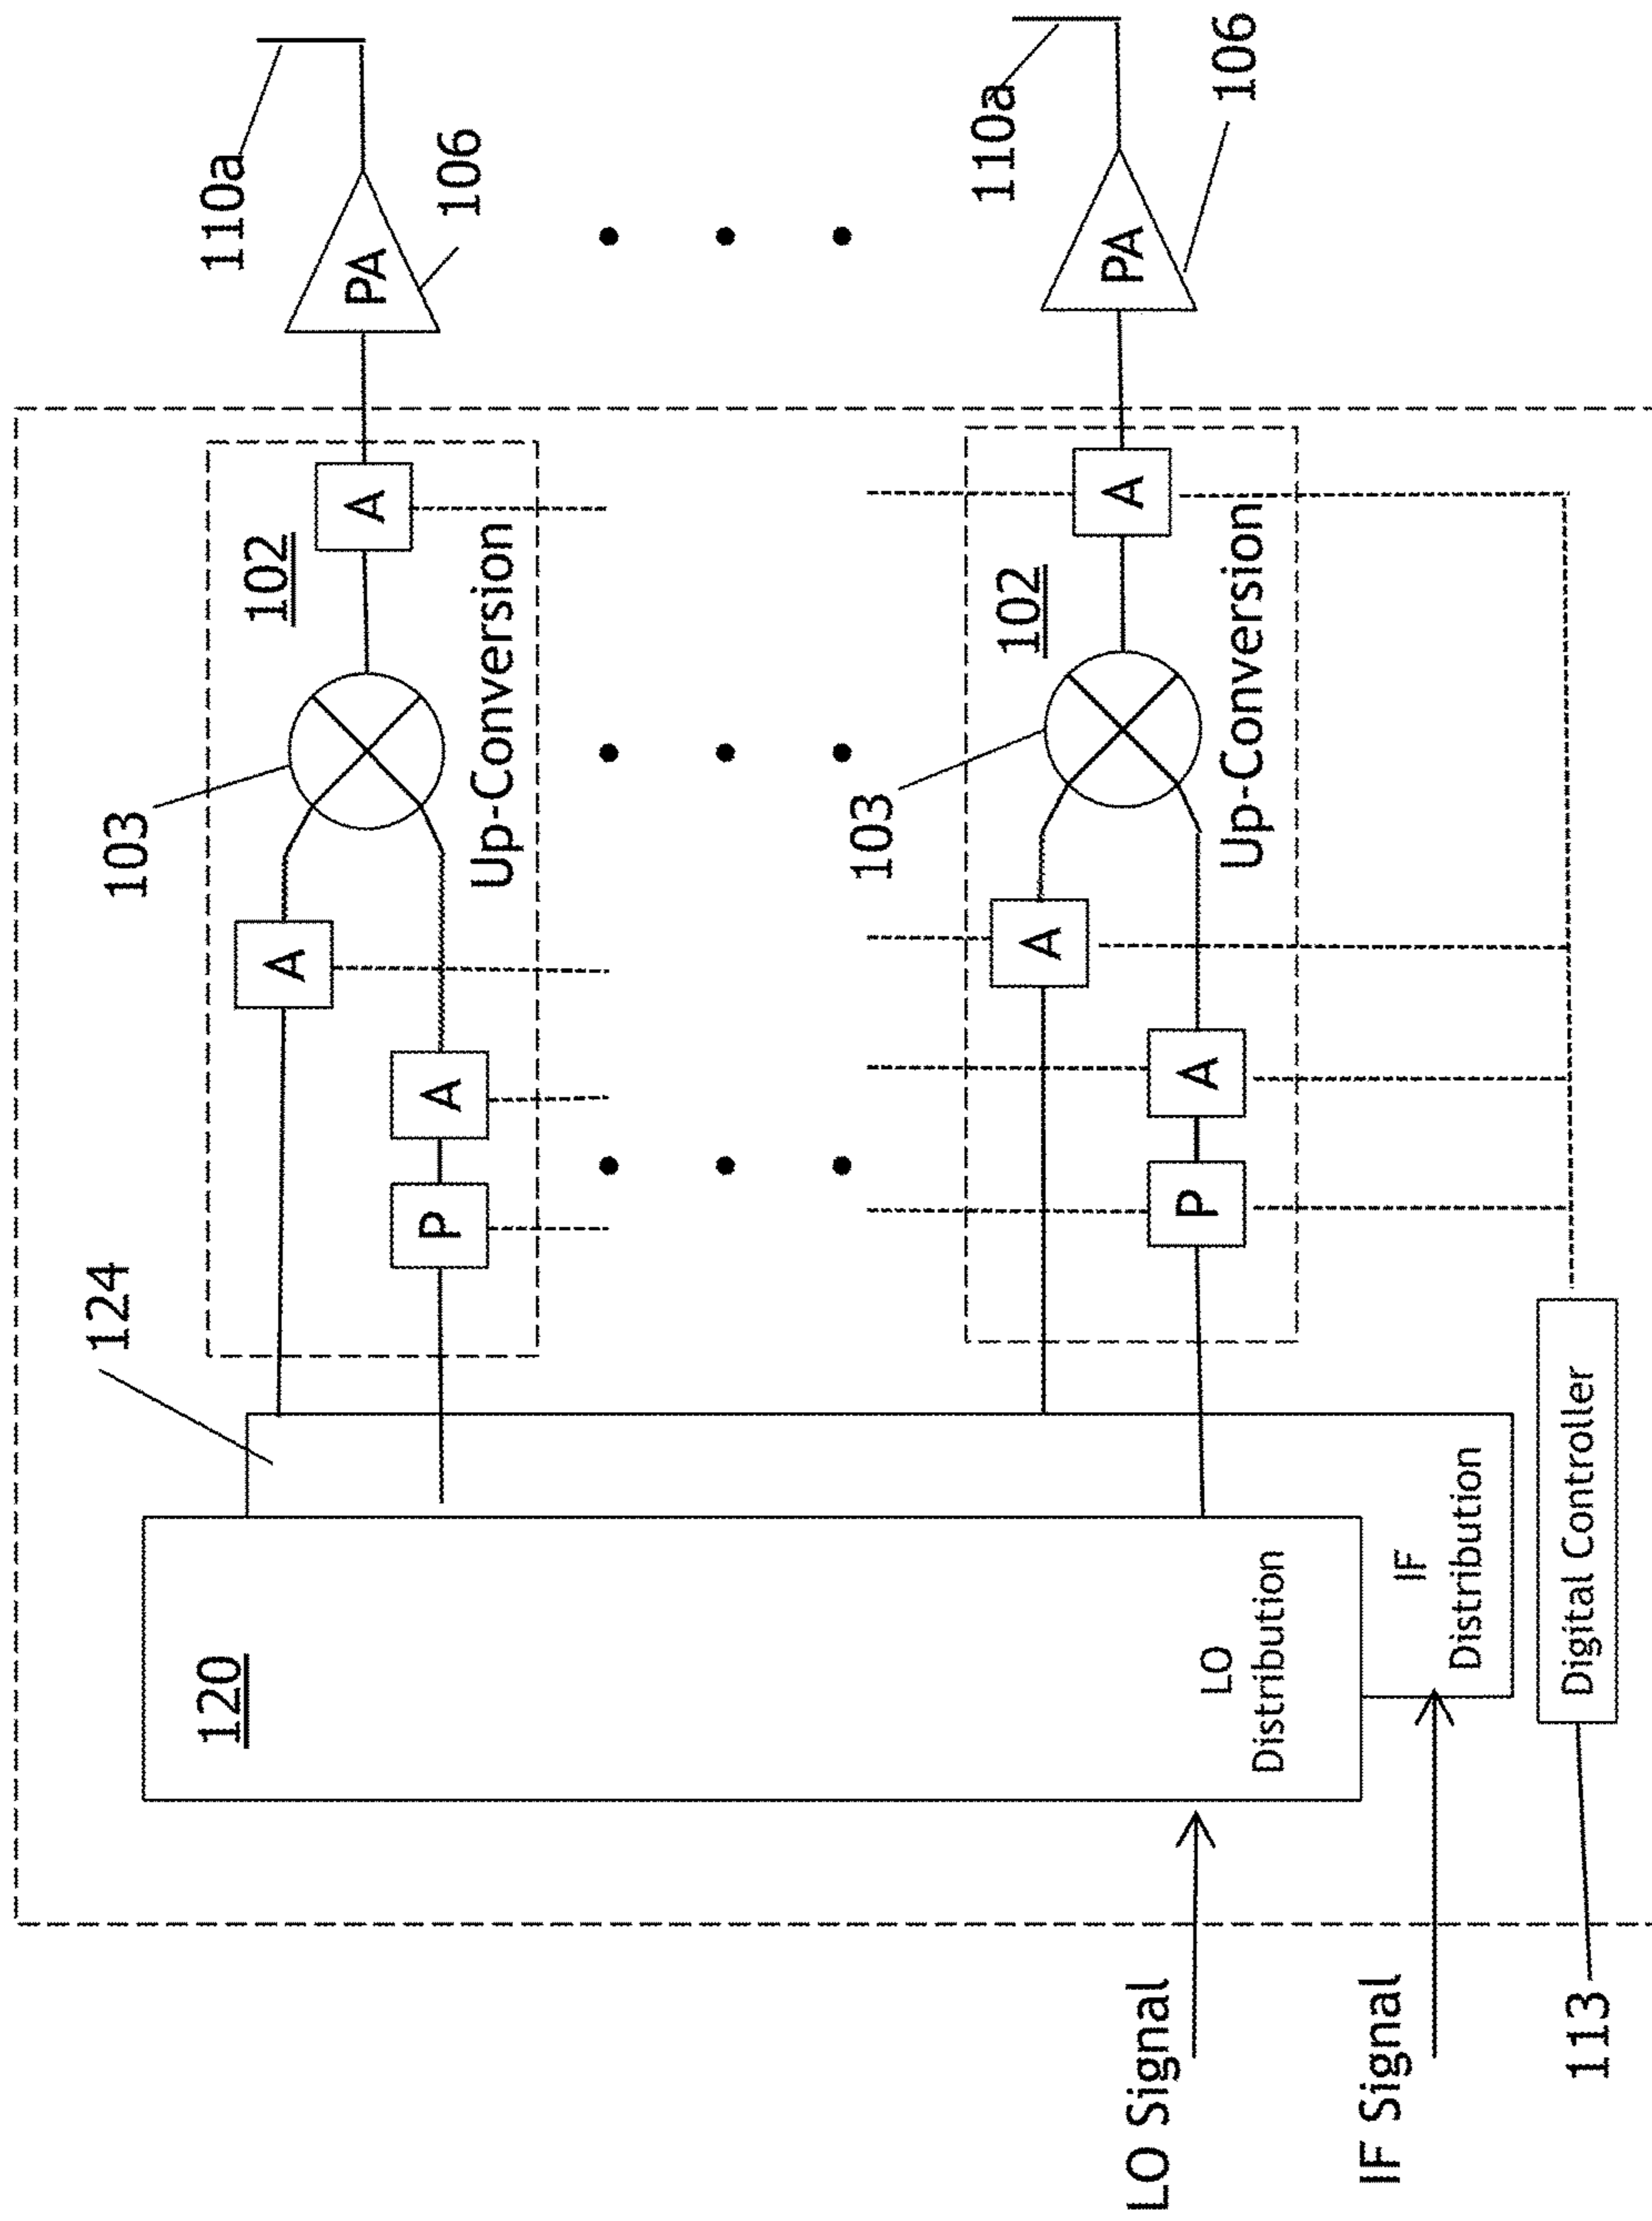 110a
106
PA
102
A
Up-Conversion
103
A
A
P
124
120
LO
Distribution
IF
Distribution
110a
106
PA
102
A
Up-Conversion
103
A
A
P
Digital Controller
LO Signal
IF Signal
113